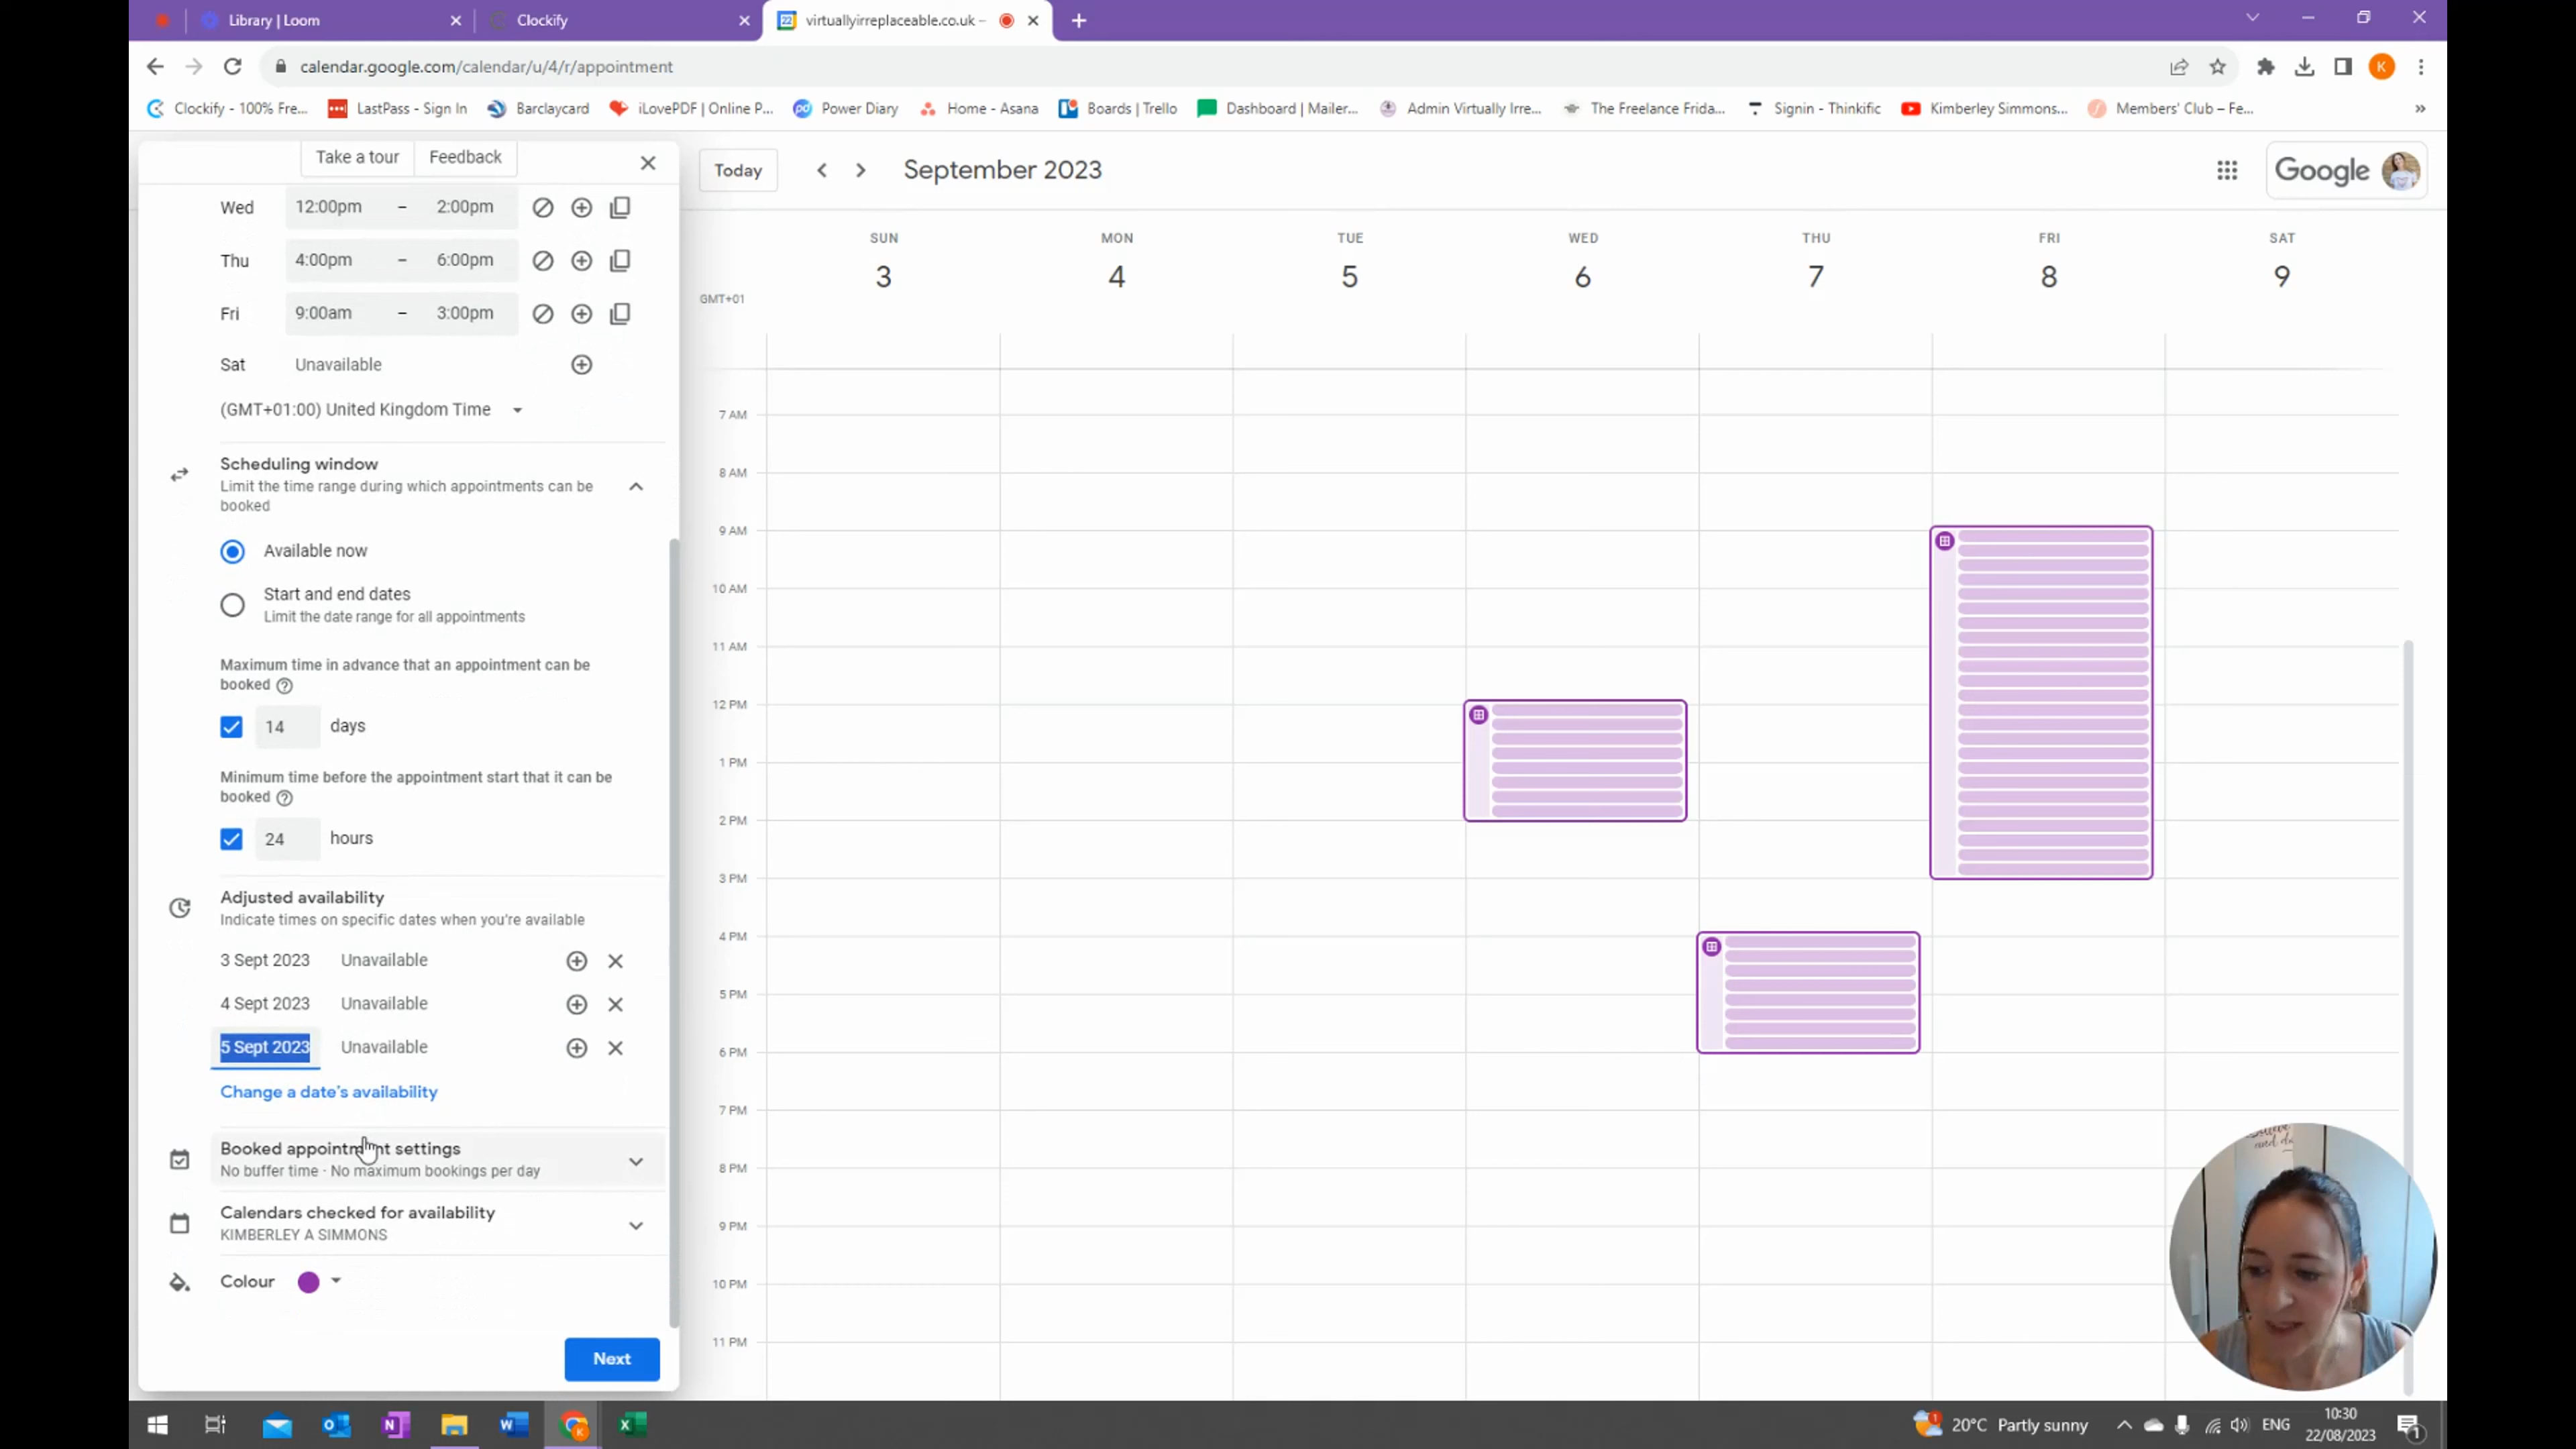 Library | Loom
Clockify
22 virtuallyirreplaceable.co.uk -
calendar.google.com/calendar/u/4/r/appointment
K
Clockify - 100% Fre...
LastPass - Sign In
Barclaycard
iLovePDF | Online P...
Power Diary
Home - Asana
Boards | Trello
Dashboard | Mailer...
Admin Virtually Irre...
The Freelance Frida...
Signin - Thinkific
Kimberley Simmons...
Members' Club – Fe...
»
Take a tour
Feedback
Wed 12:00pm – 2:00pm
Thu 4:00pm – 6:00pm
Fri 9:00am – 3:00pm
Sat Unavailable
(GMT+01:00) United Kingdom Time
Scheduling window
Limit the time range during which appointments can be
booked
Available now
Start and end dates
Limit the date range for all appointments
Maximum time in advance that an appointment can be
booked
14 days
Minimum time before the appointment start that it can be
booked
24 hours
Adjusted availability
Indicate times on specific dates when you're available
3 Sept 2023 Unavailable
4 Sept 2023 Unavailable
5 Sept 2023 Unavailable
Change a date's availability
Booked appointment settings
No buffer time · No maximum bookings per day
Calendars checked for availability
KIMBERLEY A SIMMONS
Colour
Next
Today
September 2023
Google
SUN MON TUE WED THU FRI SAT
3 4 5 6 7 8 9
GMT+01
7 AM
8 AM
9 AM
10 AM
11 AM
12 PM
1 PM
2 PM
3 PM
4 PM
5 PM
6 PM
7 PM
8 PM
9 PM
10 PM
11 PM
20°C Partly sunny
ENG
10:30
22/08/2023
1